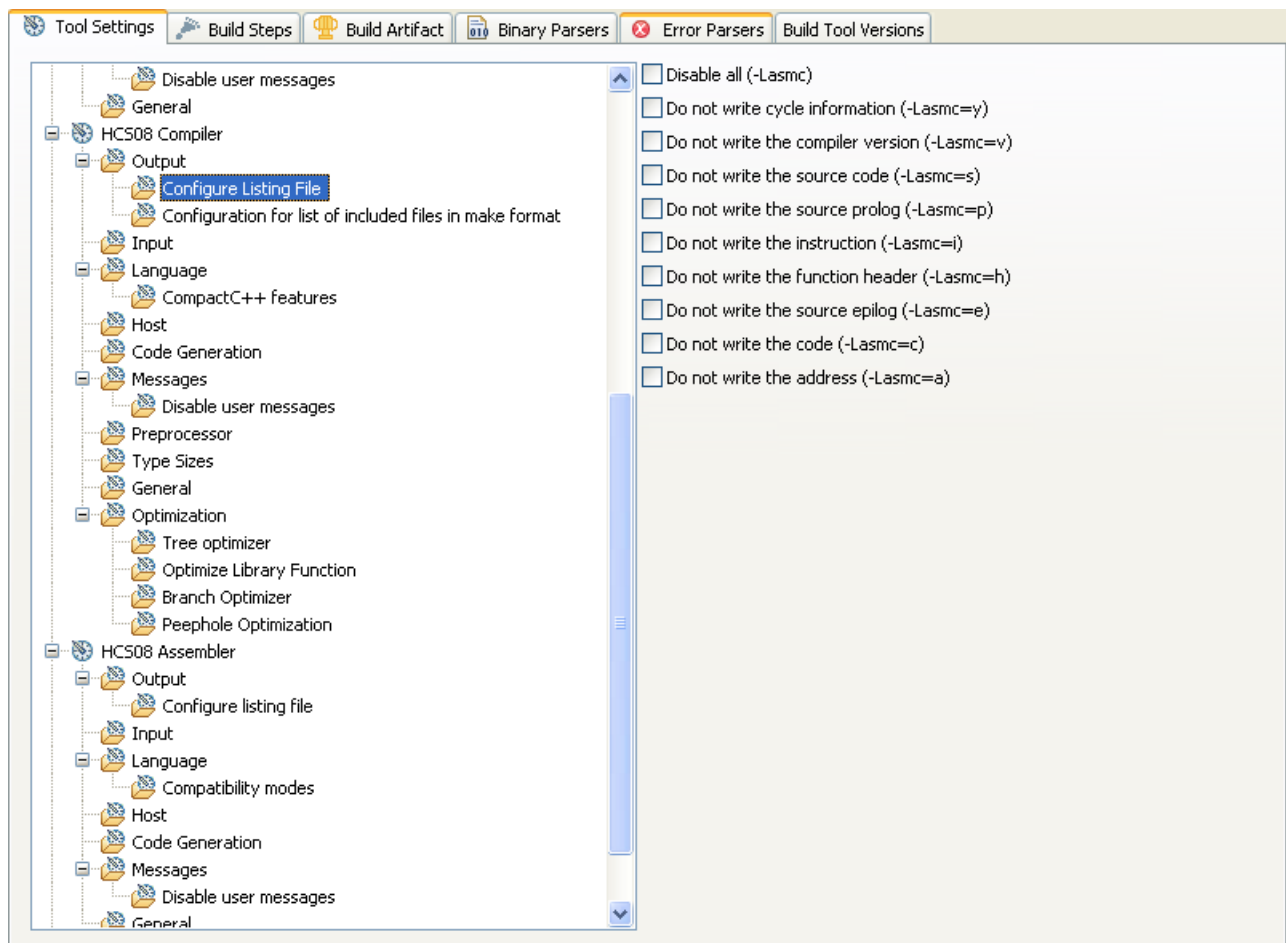 Tool Settings
Build Steps
Build Artifact
Binary Parsers
Error Parsers
Build Tool Versions
Disable user messages
General
HCS08 Compiler
Output
Configure Listing File
Configuration for list of included files in make format
Input
Language
CompactC++ features
Host
Code Generation
Messages
Disable user messages
Preprocessor
Type Sizes
General
Optimization
Tree optimizer
Optimize Library Function
Branch Optimizer
Peephole Optimization
HCS08 Assembler
Output
Configure listing file
Input
Language
Compatibility modes
Host
Code Generation
Messages
Disable user messages
General
Disable all (-Lasmc)
Do not write cycle information (-Lasmc=y)
Do not write the compiler version (-Lasmc=v)
Do not write the source code (-Lasmc=s)
Do not write the source prolog (-Lasmc=p)
Do not write the instruction (-Lasmc=i)
Do not write the function header (-Lasmc=h)
Do not write the source epilog (-Lasmc=e)
Do not write the code (-Lasmc=c)
Do not write the address (-Lasmc=a)